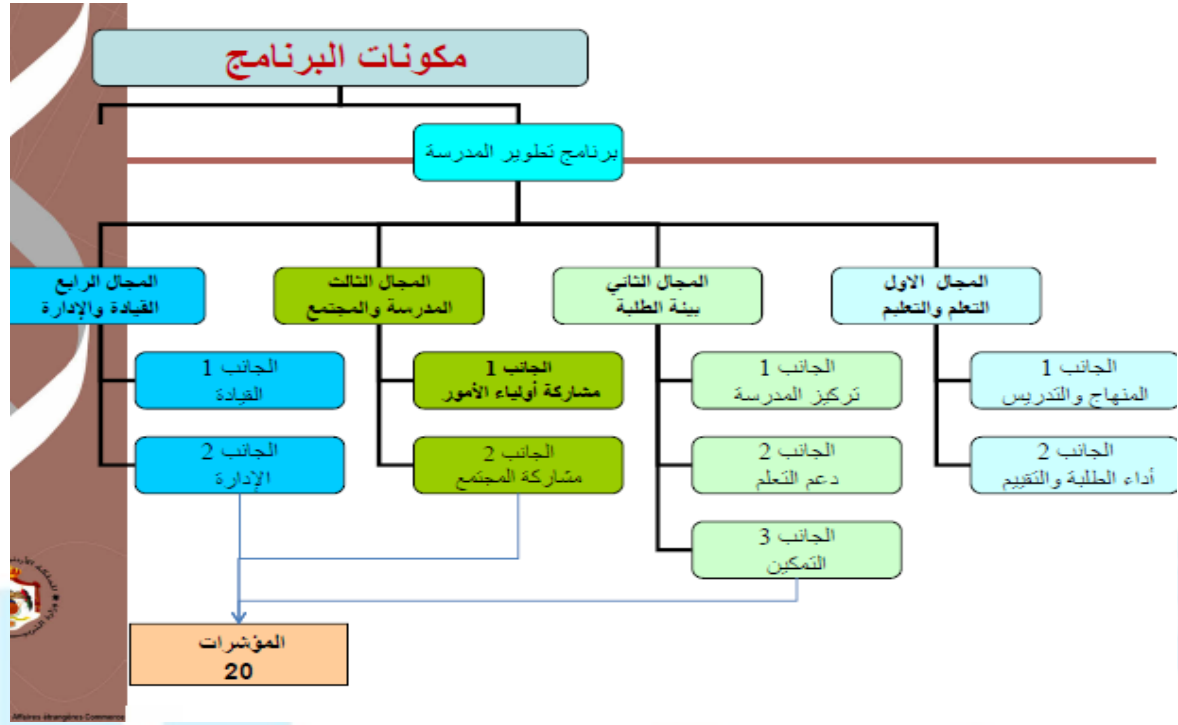 مكونات البرنامج
برنامج تطوير المدرسة
المجال الاول
التعلم والتعليم
المجال الثاني
بيئة الطلبة
المجال الثالث
المدرسة والمجتمع
المجال الرابع
القيادة والإدارة
الجانب 1
المنهاج والتدريس
الجانب 1
تركيز المدرسة
الجانب 1
مشاركة أولياء الأمور
الجانب 1
القيادة
الجانب 2
أداء الطلبة والتقييم
الجانب 2
دعم التعلم
الجانب 2
مشاركة المجتمع
الجانب 2
الإدارة
الجانب 3
التمكين
المؤشرات
20
Affaires étrangères Commerce